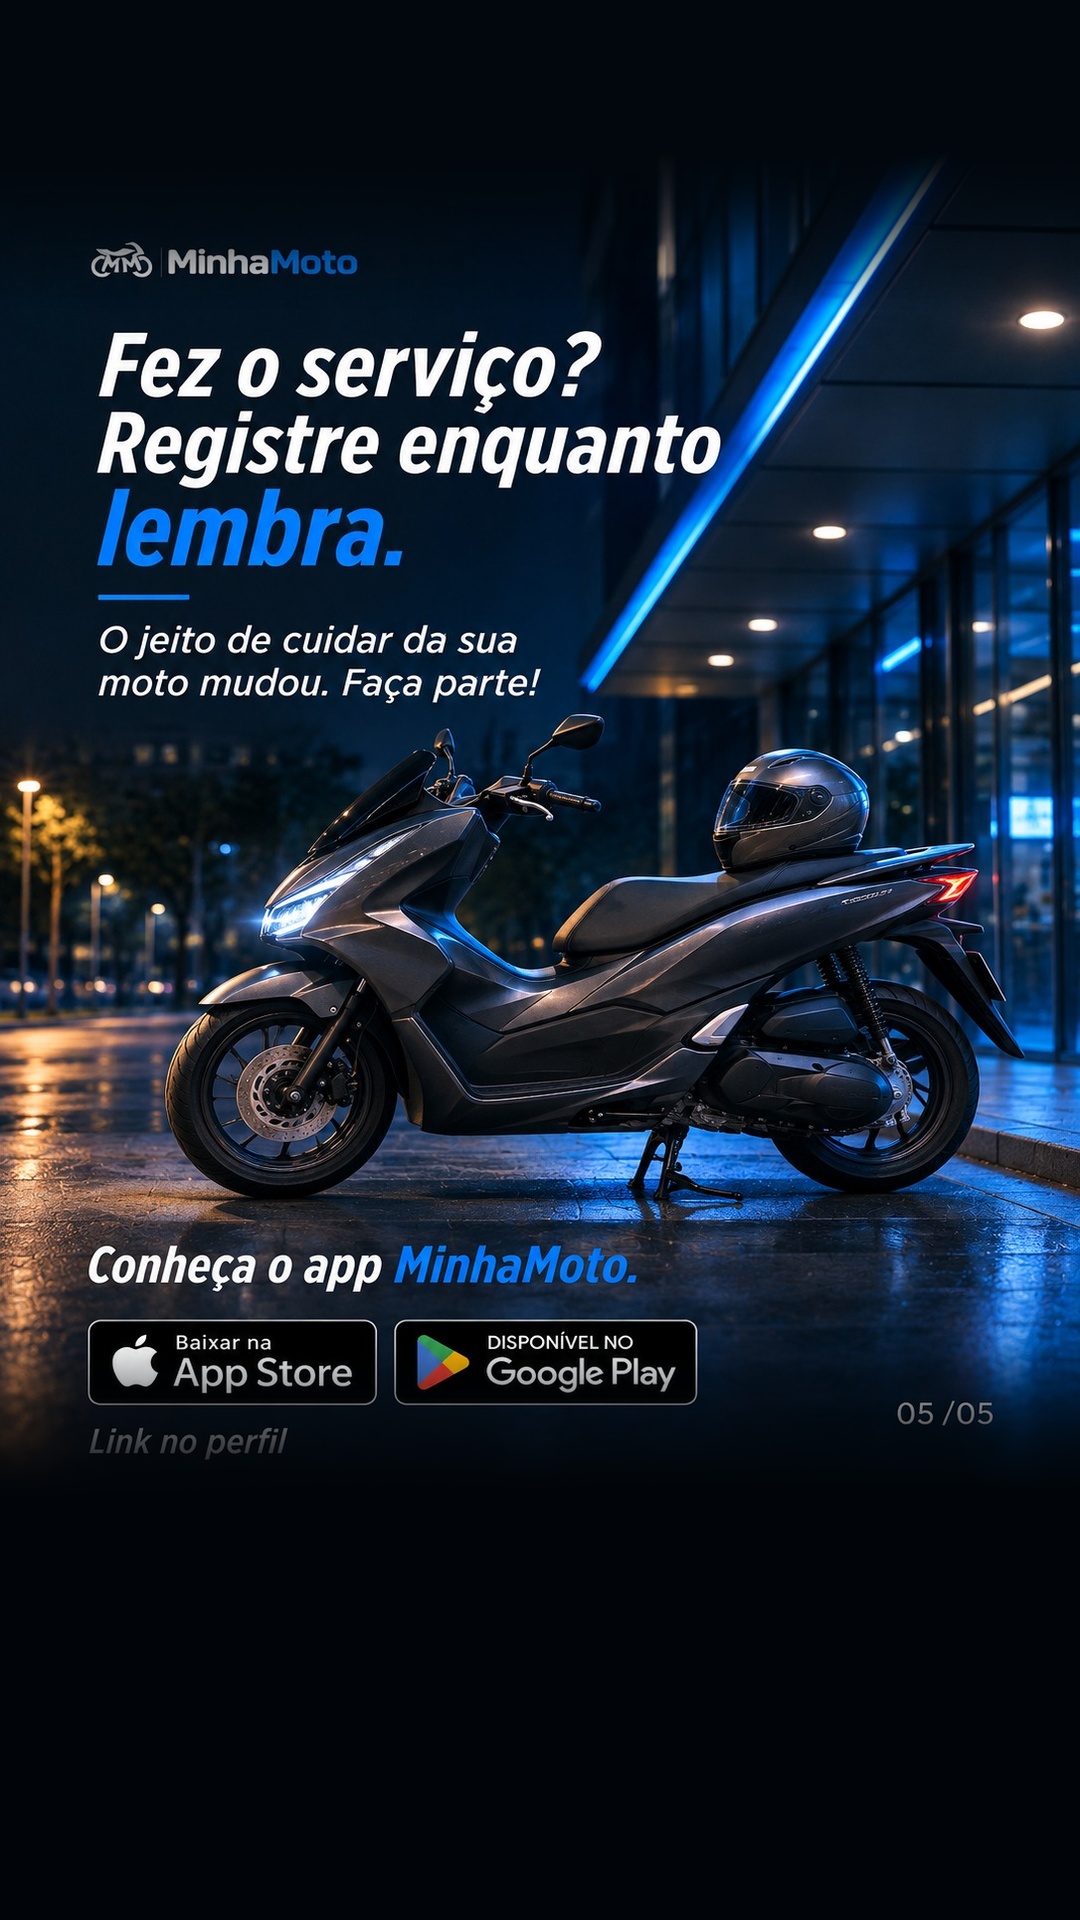 MM MinhaMoto
Fez o serviço?
Registre enquanto
lembra.
O jeito de cuidar da sua
moto mudou. Faça parte!
Conheça o app MinhaMoto.
Baixar na
App Store
DISPONÍVEL NO
Google Play
05 /05
Link no perfil